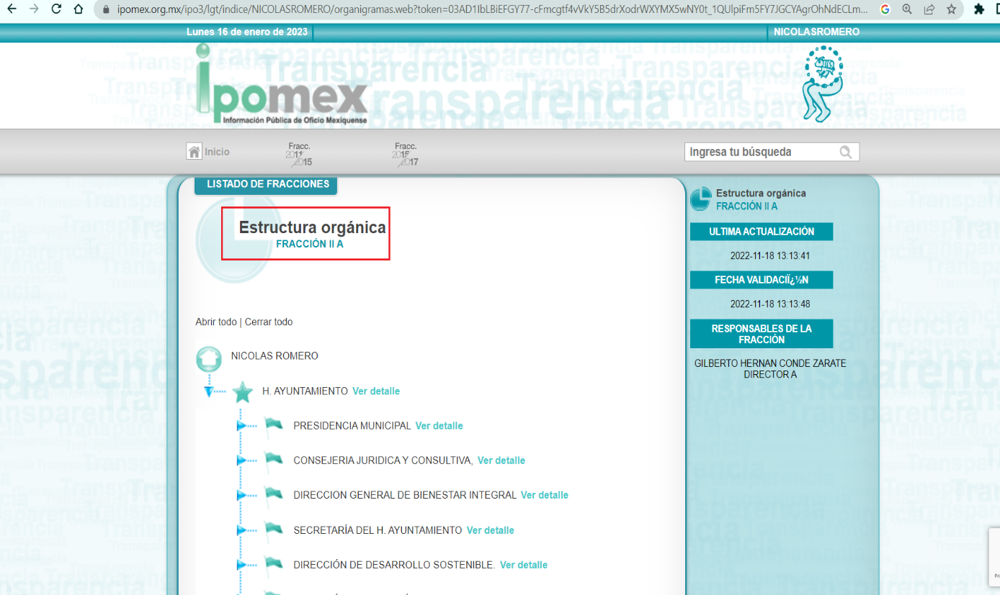 ipomex.org.mx/ipo3/lgt/indice/NICOLASROMERO/organigramas.web?token=03AD1IbLBiEFGY77-cFmcgtf4vVkY5B5drXodrWXYMX5wNY0t_1QUlpiFm5FY7JGCYAgrOhNdECLm...
Lunes 16 de enero de 2023
NICOLASROMERO
Transparencia
ipomex
Información Pública de Oficio Mexiquense
Inicio
Fracc.
2015
Fracc.
2017
Ingresa tu búsqueda
LISTADO DE FRACCIONES
Estructura orgánica
FRACCIÓN II A
Abrir todo | Cerrar todo
NICOLAS ROMERO
H. AYUNTAMIENTO Ver detalle
PRESIDENCIA MUNICIPAL Ver detalle
CONSEJERIA JURIDICA Y CONSULTIVA, Ver detalle
DIRECCION GENERAL DE BIENESTAR INTEGRAL Ver detalle
SECRETARÍA DEL H. AYUNTAMIENTO Ver detalle
DIRECCIÓN DE DESARROLLO SOSTENIBLE. Ver detalle
Estructura orgánica
FRACCIÓN II A
ULTIMA ACTUALIZACIÓN
2022-11-18 13:13:41
FECHA VALIDACIÏ¿½N
2022-11-18 13:13:48
RESPONSABLES DE LA
FRACCIÓN
GILBERTO HERNAN CONDE ZARATE
DIRECTOR A